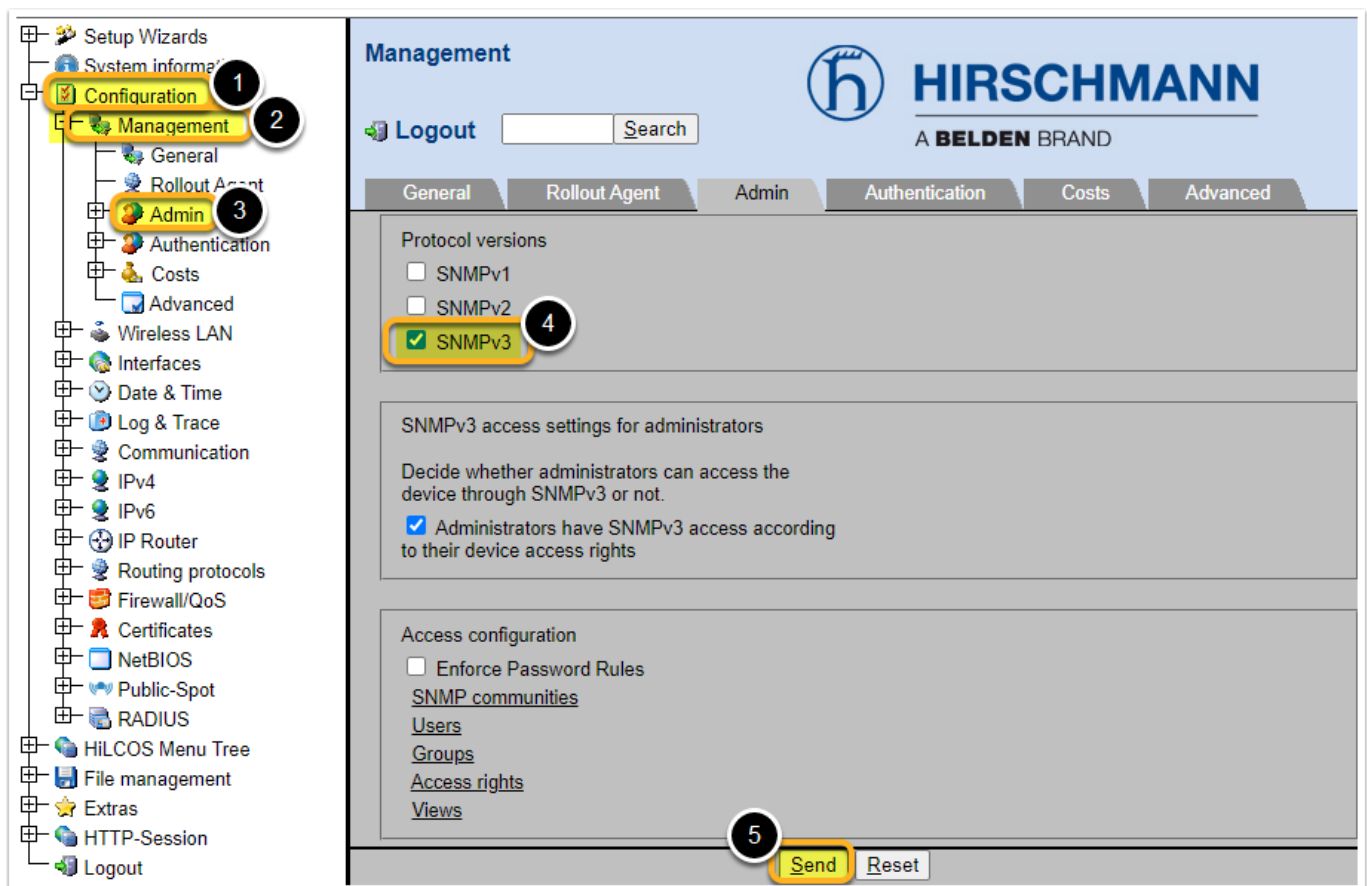 Setup Wizards
System informat
1
Configuration
2
Management
General
Rollout Agent
3
Admin
Authentication
Costs
Advanced
Wireless LAN
Interfaces
Date & Time
Log & Trace
Communication
IPv4
IPv6
IP Router
Routing protocols
Firewall/QoS
Certificates
NetBIOS
Public-Spot
RADIUS
HiLCOS Menu Tree
File management
Extras
HTTP-Session
Logout
Management
HIRSCHMANN
A BELDEN BRAND
Logout Search
General Rollout Agent Admin Authentication Costs Advanced
Protocol versions
SNMPv1
SNMPv2
4
SNMPv3
SNMPv3 access settings for administrators
Decide whether administrators can access the
device through SNMPv3 or not.
Administrators have SNMPv3 access according
to their device access rights
Access configuration
Enforce Password Rules
SNMP communities
Users
Groups
Access rights
Views
5
Send Reset